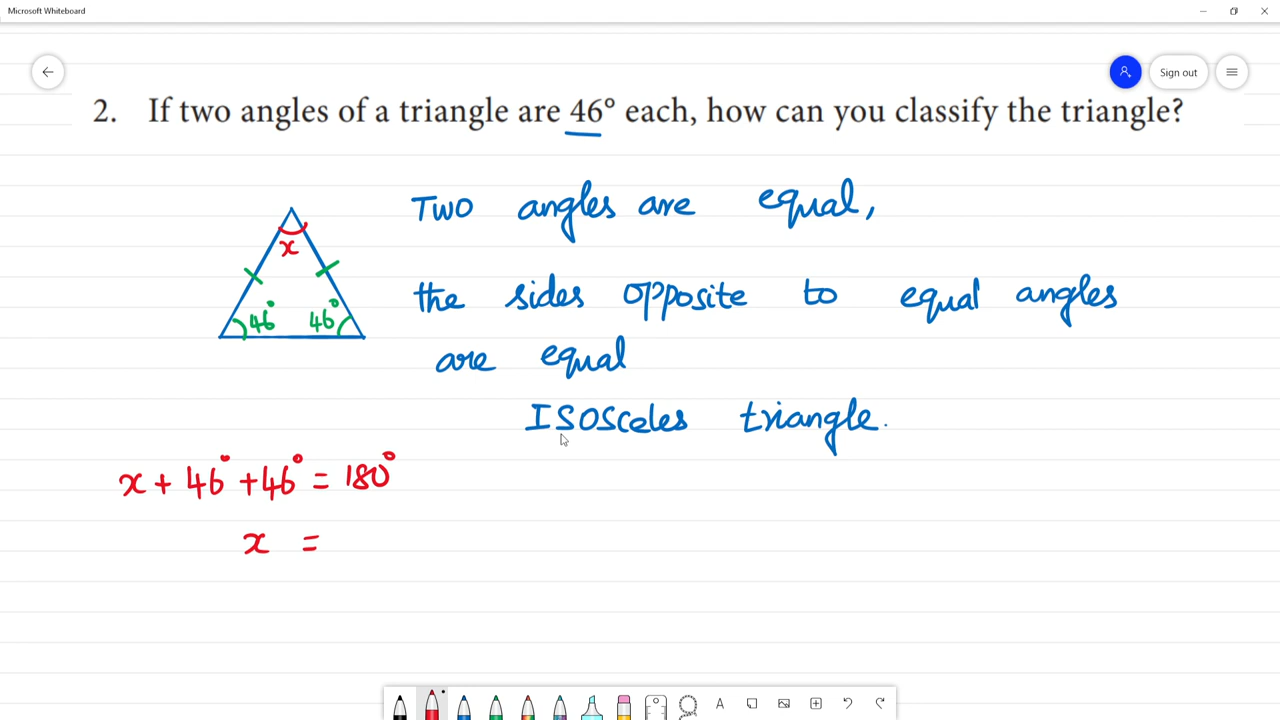 Microsoft Whiteboard
Sign out
2. If two angles of a triangle are 46° each, how can you classify the triangle?
Two angles are equal,
x
the sides opposite to equal angles
46° 46°
are equal
ISOSceles triangle.
x + 46° + 46° = 180°
x =
A